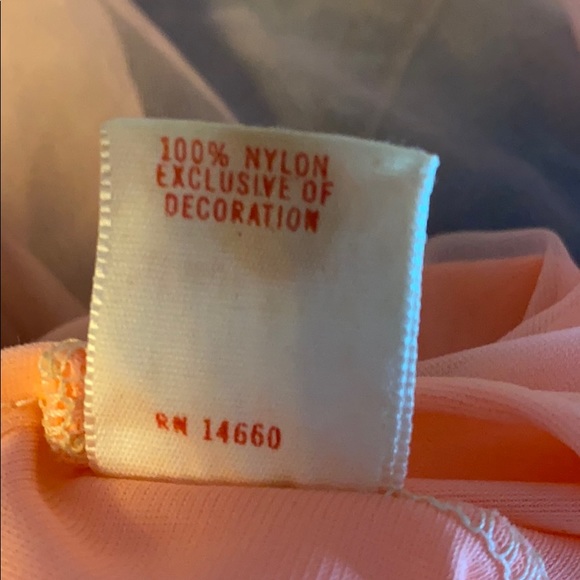 100% NYLON
EXCLUSIVE OF
DECORATION
RN 14660